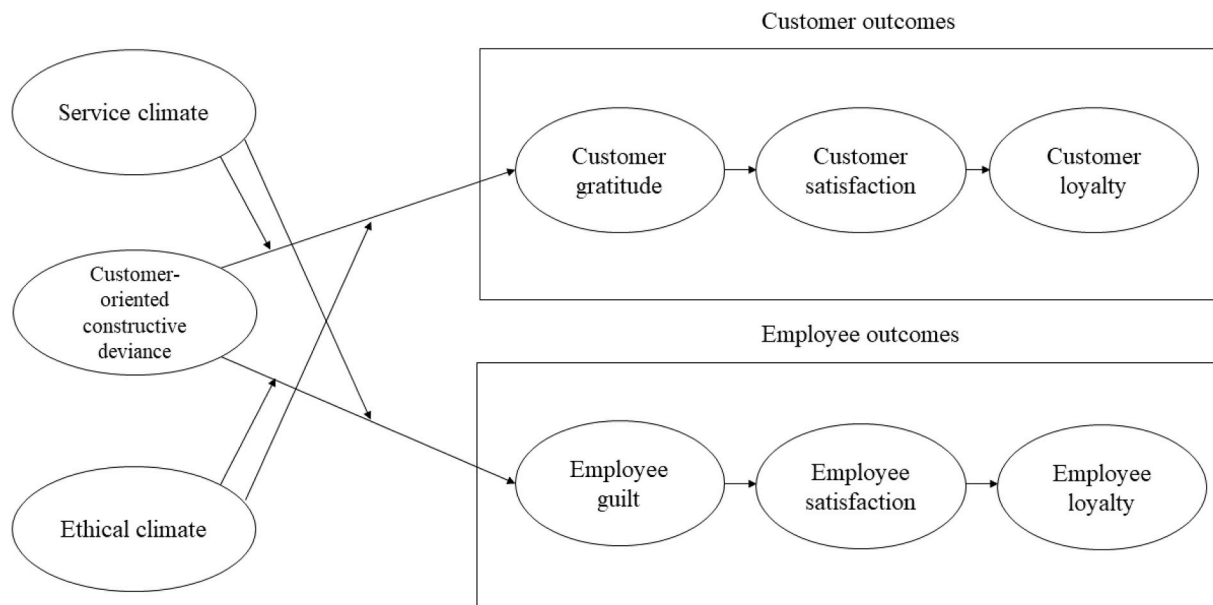 Customer outcomes
Service climate
Customer
gratitude
Customer
satisfaction
Customer
loyalty
Customer-
oriented
constructive
deviance
Employee outcomes
Ethical climate
Employee
guilt
Employee
satisfaction
Employee
loyalty